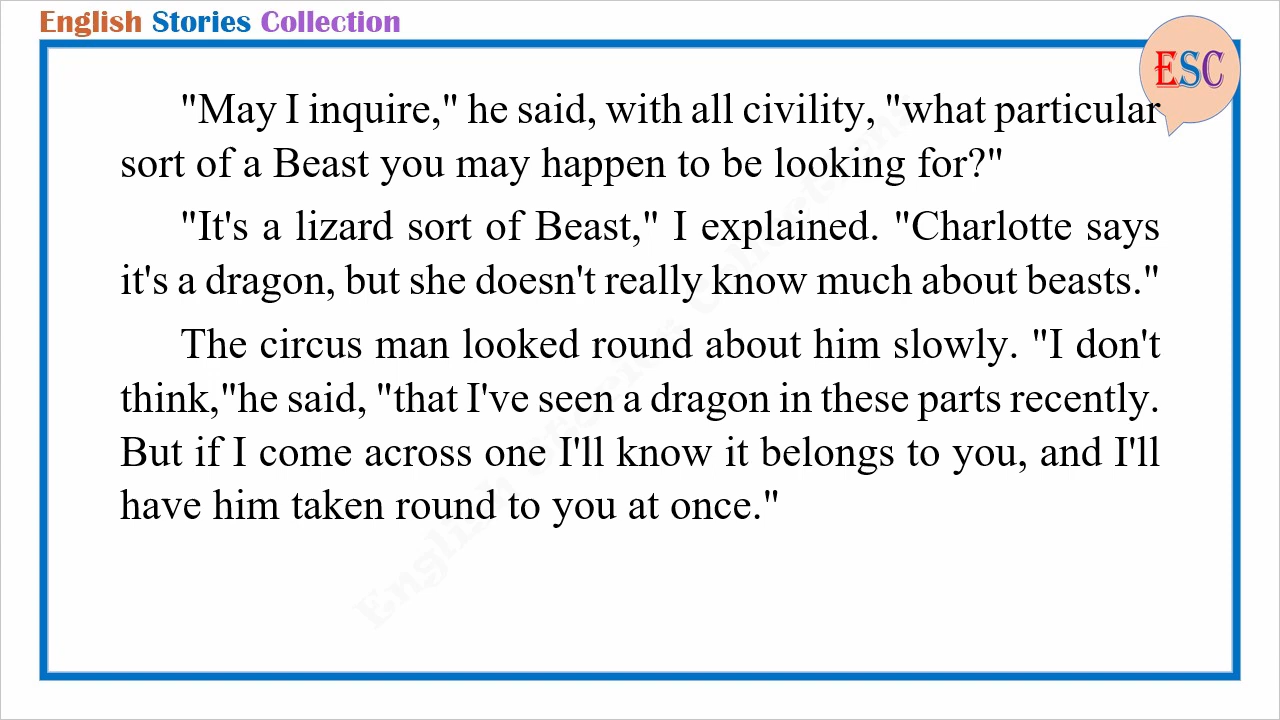 English Stories Collection
ESC
"May I inquire," he said, with all civility, "what particular
sort of a Beast you may happen to be looking for?"
"It's a lizard sort of Beast," I explained. "Charlotte says
it's a dragon, but she doesn't really know much about beasts."
The circus man looked round about him slowly. "I don't
think,"he said, "that I've seen a dragon in these parts recently.
But if I come across one I'll know it belongs to you, and I'll
have him taken round to you at once."
English Stories Collection